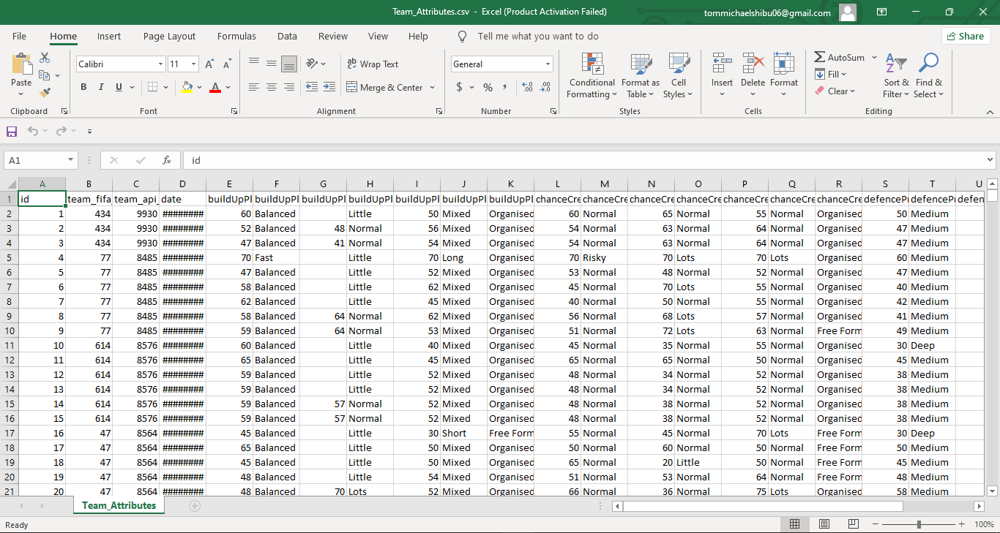 Team_Attributes.csv - Excel (Product Activation Failed)
tommichaelshibu06@gmail.com
File Home Insert Page Layout Formulas Data Review View Help Tell me what you want to do Share
Paste Calibri 11 Wrap Text General Conditional Formatting Format as Table Cell Styles Insert Delete Format AutoSum Fill Clear Sort & Filter Find & Select
B I U Merge & Center $ % ,
Clipboard Font Alignment Number Styles Cells Editing
A1 fx id
A B C D E F G H I J K L M N O P Q R S T U
1 id team_fifa_ team_api_ date buildUpPl buildUpPl buildUpPl buildUpPl buildUpPl buildUpPl buildUpPl chanceCre chanceCre chanceCre chanceCre chanceCre chanceCre chanceCre defencePr defencePr defen
2 1 434 9930 ######## 60 Balanced Little 50 Mixed Organised 60 Normal 65 Normal 55 Normal Organised 50 Medium
3 2 434 9930 ######## 52 Balanced 48 Normal 56 Mixed Organised 54 Normal 63 Normal 64 Normal Organised 47 Medium
4 3 434 9930 ######## 47 Balanced 41 Normal 54 Mixed Organised 54 Normal 63 Normal 64 Normal Organised 47 Medium
5 4 77 8485 ######## 70 Fast Little 70 Long Organised 70 Risky 70 Lots 70 Lots Organised 60 Medium
6 5 77 8485 ######## 47 Balanced Little 52 Mixed Organised 53 Normal 48 Normal 52 Normal Organised 47 Medium
7 6 77 8485 ######## 58 Balanced Little 62 Mixed Organised 45 Normal 70 Lots 55 Normal Organised 40 Medium
8 7 77 8485 ######## 62 Balanced Little 45 Mixed Organised 40 Normal 50 Normal 55 Normal Organised 42 Medium
9 8 77 8485 ######## 58 Balanced 64 Normal 62 Mixed Organised 56 Normal 68 Lots 57 Normal Organised 41 Medium
10 9 77 8485 ######## 59 Balanced 64 Normal 53 Mixed Organised 51 Normal 72 Lots 63 Normal Free Form 49 Medium
11 10 614 8576 ######## 60 Balanced Little 40 Mixed Organised 45 Normal 35 Normal 55 Normal Organised 30 Deep
12 11 614 8576 ######## 65 Balanced Little 45 Mixed Organised 65 Normal 65 Normal 50 Normal Organised 45 Medium
13 12 614 8576 ######## 59 Balanced Little 52 Mixed Organised 48 Normal 34 Normal 52 Normal Organised 38 Medium
14 13 614 8576 ######## 59 Balanced Little 52 Mixed Organised 48 Normal 34 Normal 52 Normal Organised 38 Medium
15 14 614 8576 ######## 59 Balanced 57 Normal 52 Mixed Organised 48 Normal 38 Normal 52 Normal Organised 38 Medium
16 15 614 8576 ######## 59 Balanced 57 Normal 52 Mixed Organised 48 Normal 38 Normal 52 Normal Organised 38 Medium
17 16 47 8564 ######## 45 Balanced Little 30 Short Free Form 55 Normal 45 Normal 70 Lots Free Form 30 Deep
18 17 47 8564 ######## 65 Balanced Little 50 Mixed Organised 50 Normal 60 Normal 50 Normal Free Form 50 Medium
19 18 47 8564 ######## 45 Balanced Little 50 Mixed Organised 65 Normal 20 Little 50 Normal Free Form 45 Medium
20 19 47 8564 ######## 48 Balanced Little 54 Mixed Organised 51 Normal 53 Normal 64 Normal Free Form 48 Medium
21 20 47 8564 ######## 48 Balanced 70 Lots 52 Mixed Organised 66 Normal 36 Normal 75 Lots Organised 58 Medium
Team_Attributes
Ready 100%